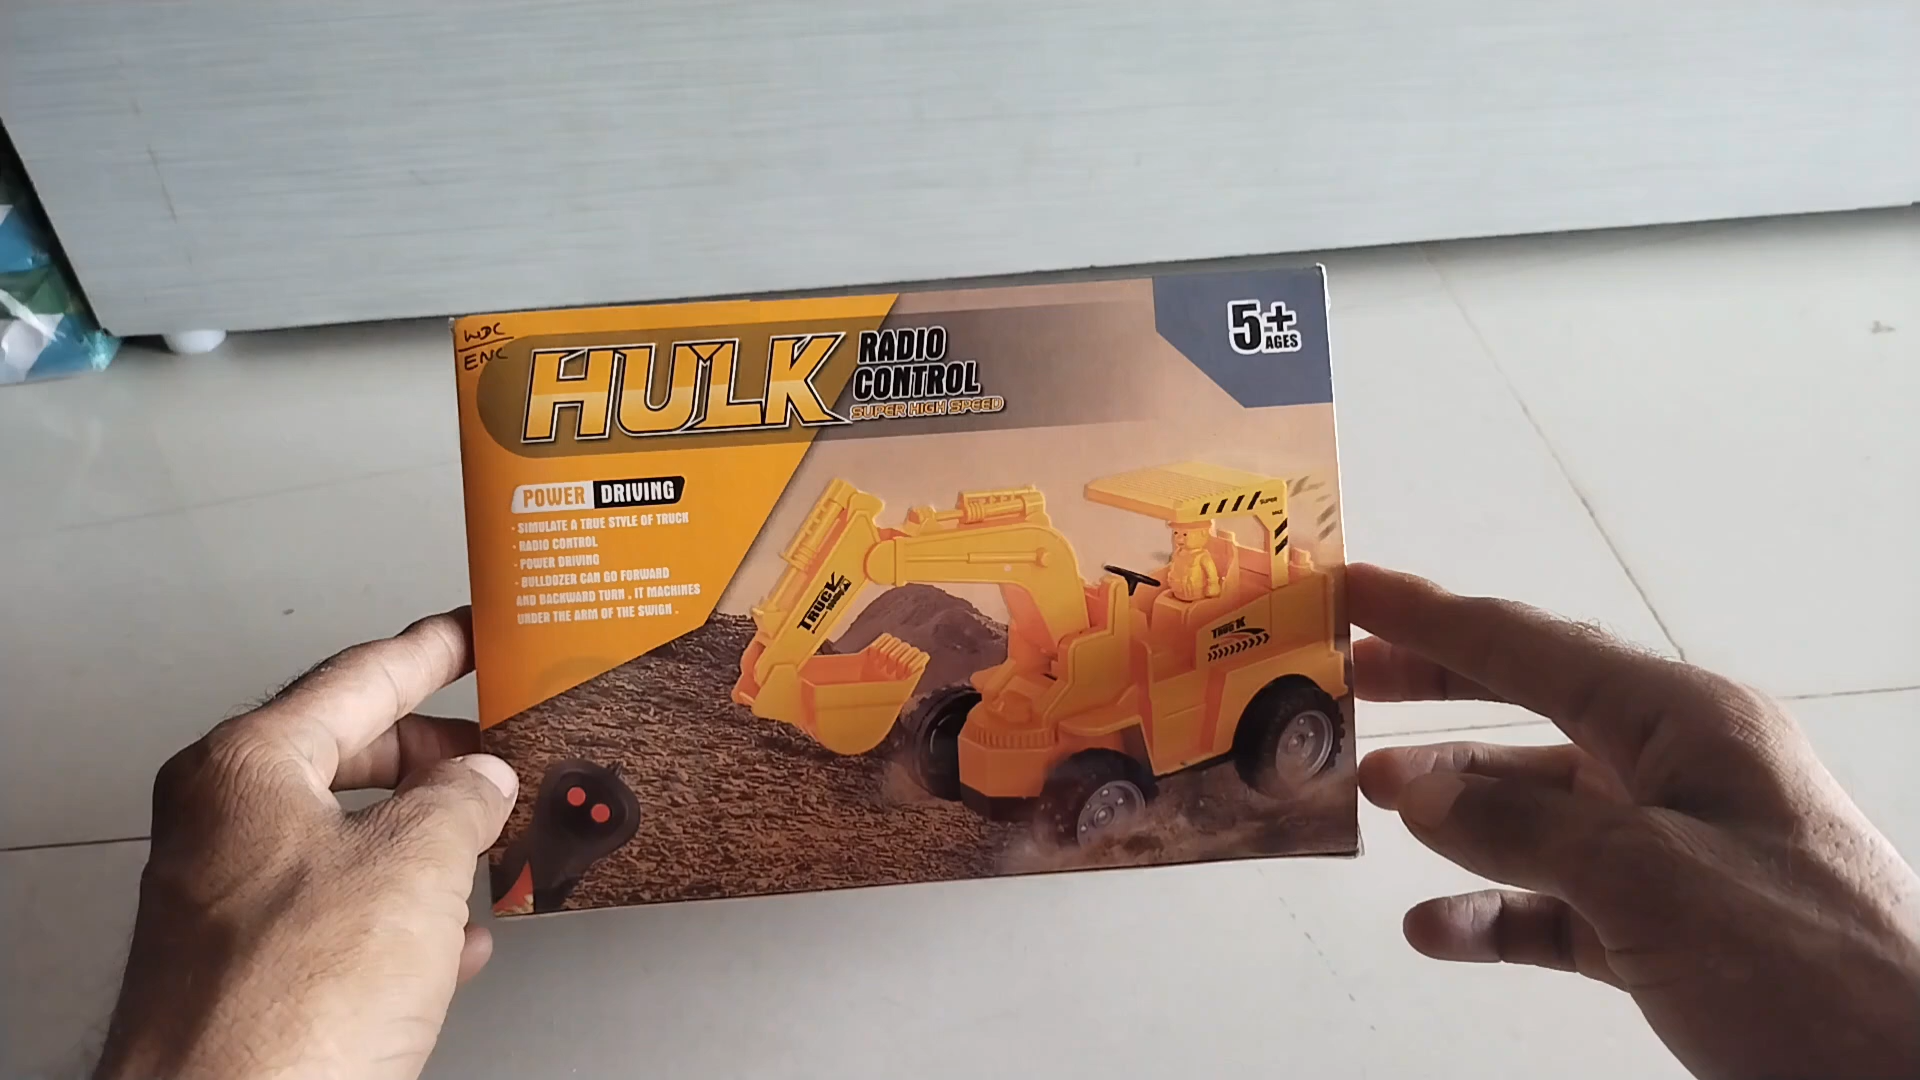 WDC
ENC
HULK
RADIO
CONTROL
SUPER HIGH SPEED
5+
AGES
POWER DRIVING
· SIMULATE A TRUE STYLE OF TRUCK
· RADIO CONTROL
· POWER DRIVING
· BULLDOZER CAN GO FORWARD
AND BACKWARD TURN . IT MACHINES
UNDER THE ARM OF THE SWIGH .
SUPER
TRUCK
TRUCK